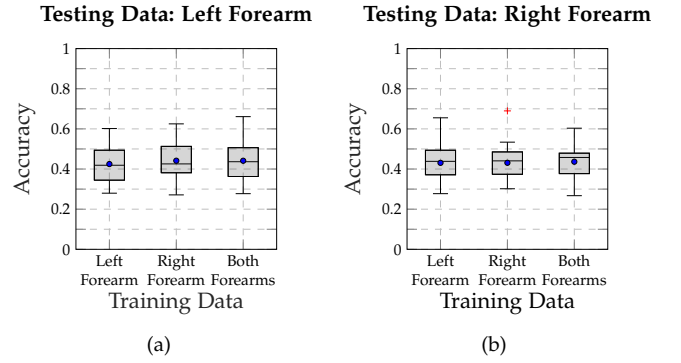 Testing Data: Left Forearm
1
0.8
0.6
0.4
0.2
0
Accuracy
Left Forearm
Right Forearm
Both Forearms
Training Data
(a)
Testing Data: Right Forearm
1
0.8
0.6
0.4
0.2
0
Accuracy
Left Forearm
Right Forearm
Both Forearms
Training Data
(b)